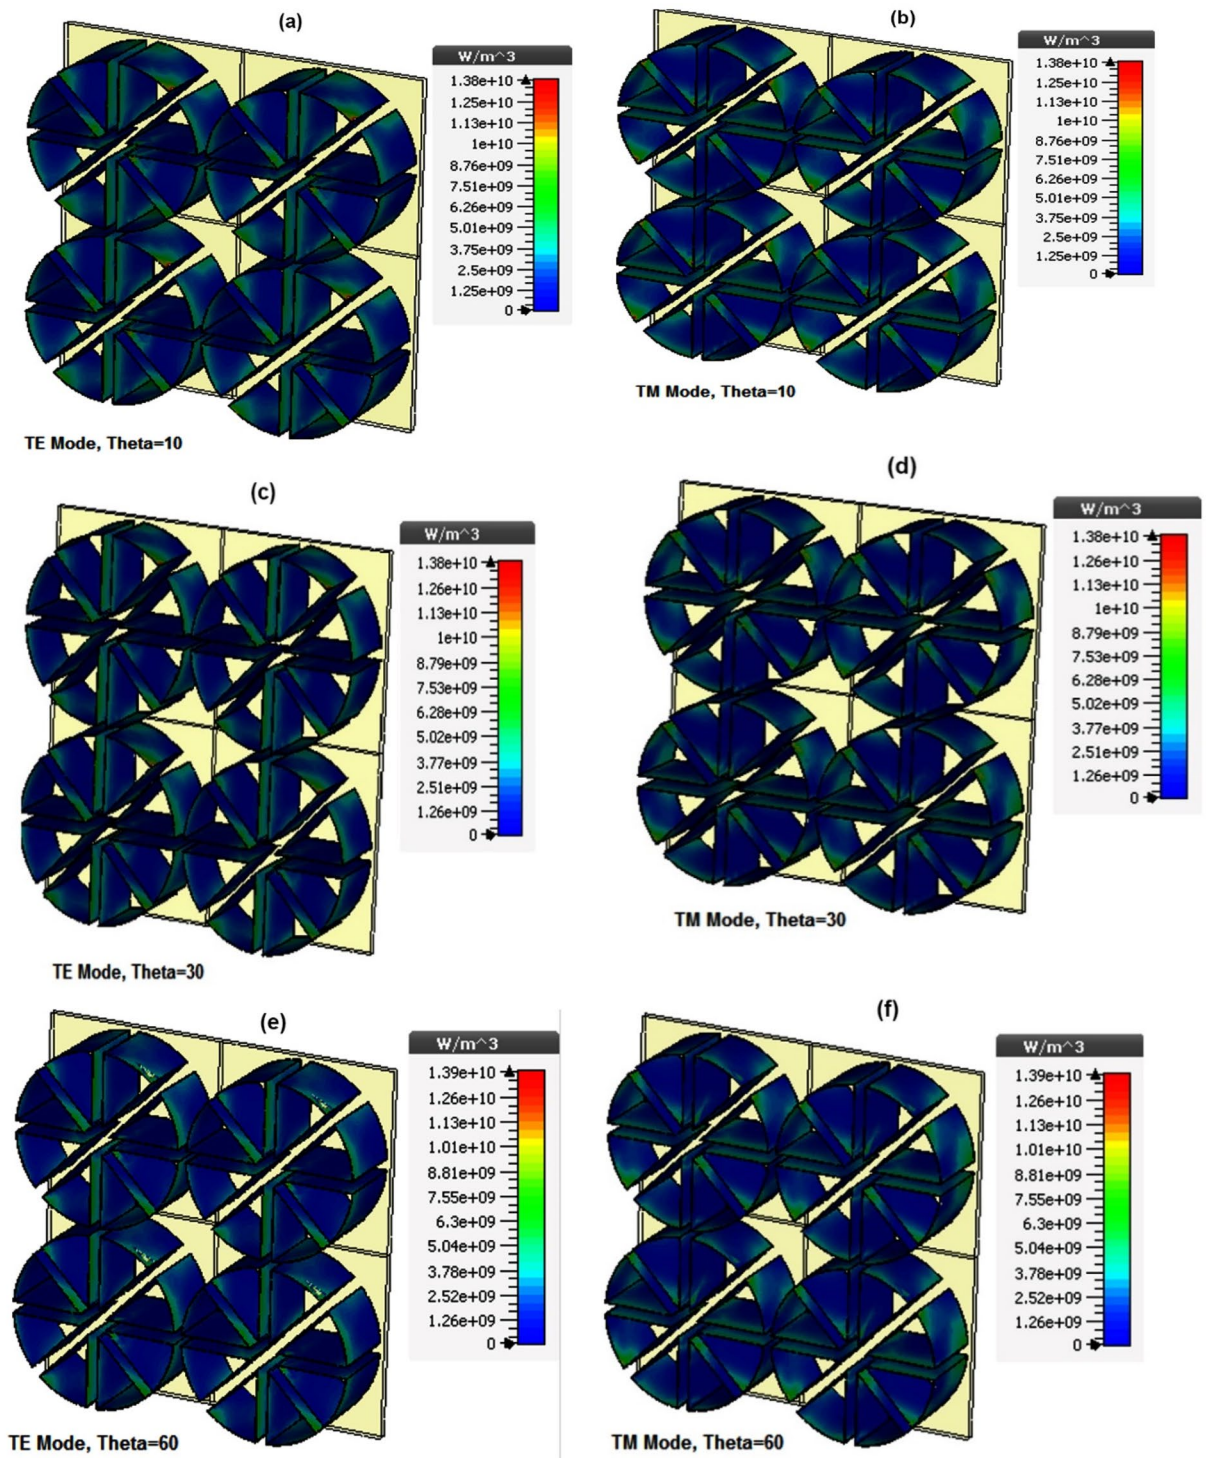 (a)
W/m^3
1.38e+10
1.25e+10
1.13e+10
1e+10
8.76e+09
7.51e+09
6.26e+09
5.01e+09
3.75e+09
2.5e+09
1.25e+09
0
TE Mode, Theta=10
(b)
W/m^3
1.38e+10
1.25e+10
1.13e+10
1e+10
8.76e+09
7.51e+09
6.26e+09
5.01e+09
3.75e+09
2.5e+09
1.25e+09
0
TM Mode, Theta=10
(c)
W/m^3
1.38e+10
1.26e+10
1.13e+10
1e+10
8.79e+09
7.53e+09
6.28e+09
5.02e+09
3.77e+09
2.51e+09
1.26e+09
0
TE Mode, Theta=30
(d)
W/m^3
1.38e+10
1.26e+10
1.13e+10
1e+10
8.79e+09
7.53e+09
6.28e+09
5.02e+09
3.77e+09
2.51e+09
1.26e+09
0
TM Mode, Theta=30
(e)
W/m^3
1.39e+10
1.26e+10
1.13e+10
1.01e+10
8.81e+09
7.55e+09
6.3e+09
5.04e+09
3.78e+09
2.52e+09
1.26e+09
0
TE Mode, Theta=60
(f)
W/m^3
1.39e+10
1.26e+10
1.13e+10
1.01e+10
8.81e+09
7.55e+09
6.3e+09
5.04e+09
3.78e+09
2.52e+09
1.26e+09
0
TM Mode, Theta=60